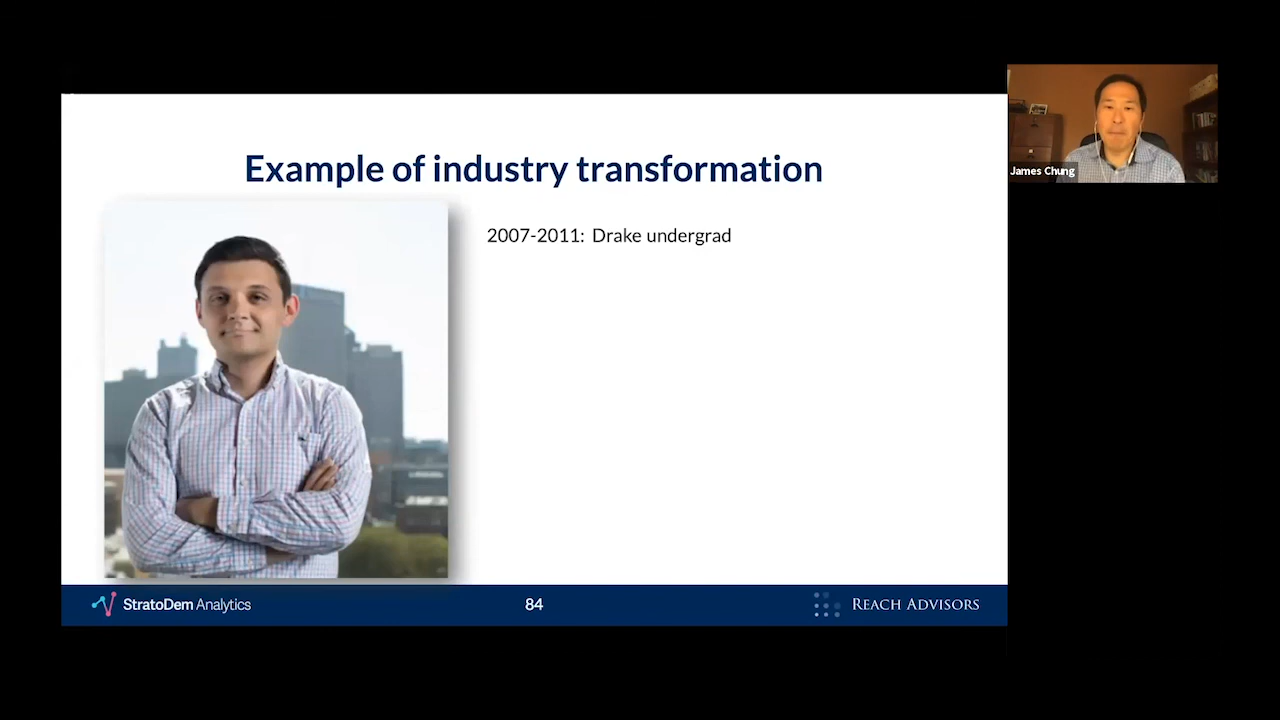 Example of industry transformation
2007-2011: Drake undergrad
James Chung
StratoDem Analytics
84
REACH ADVISORS